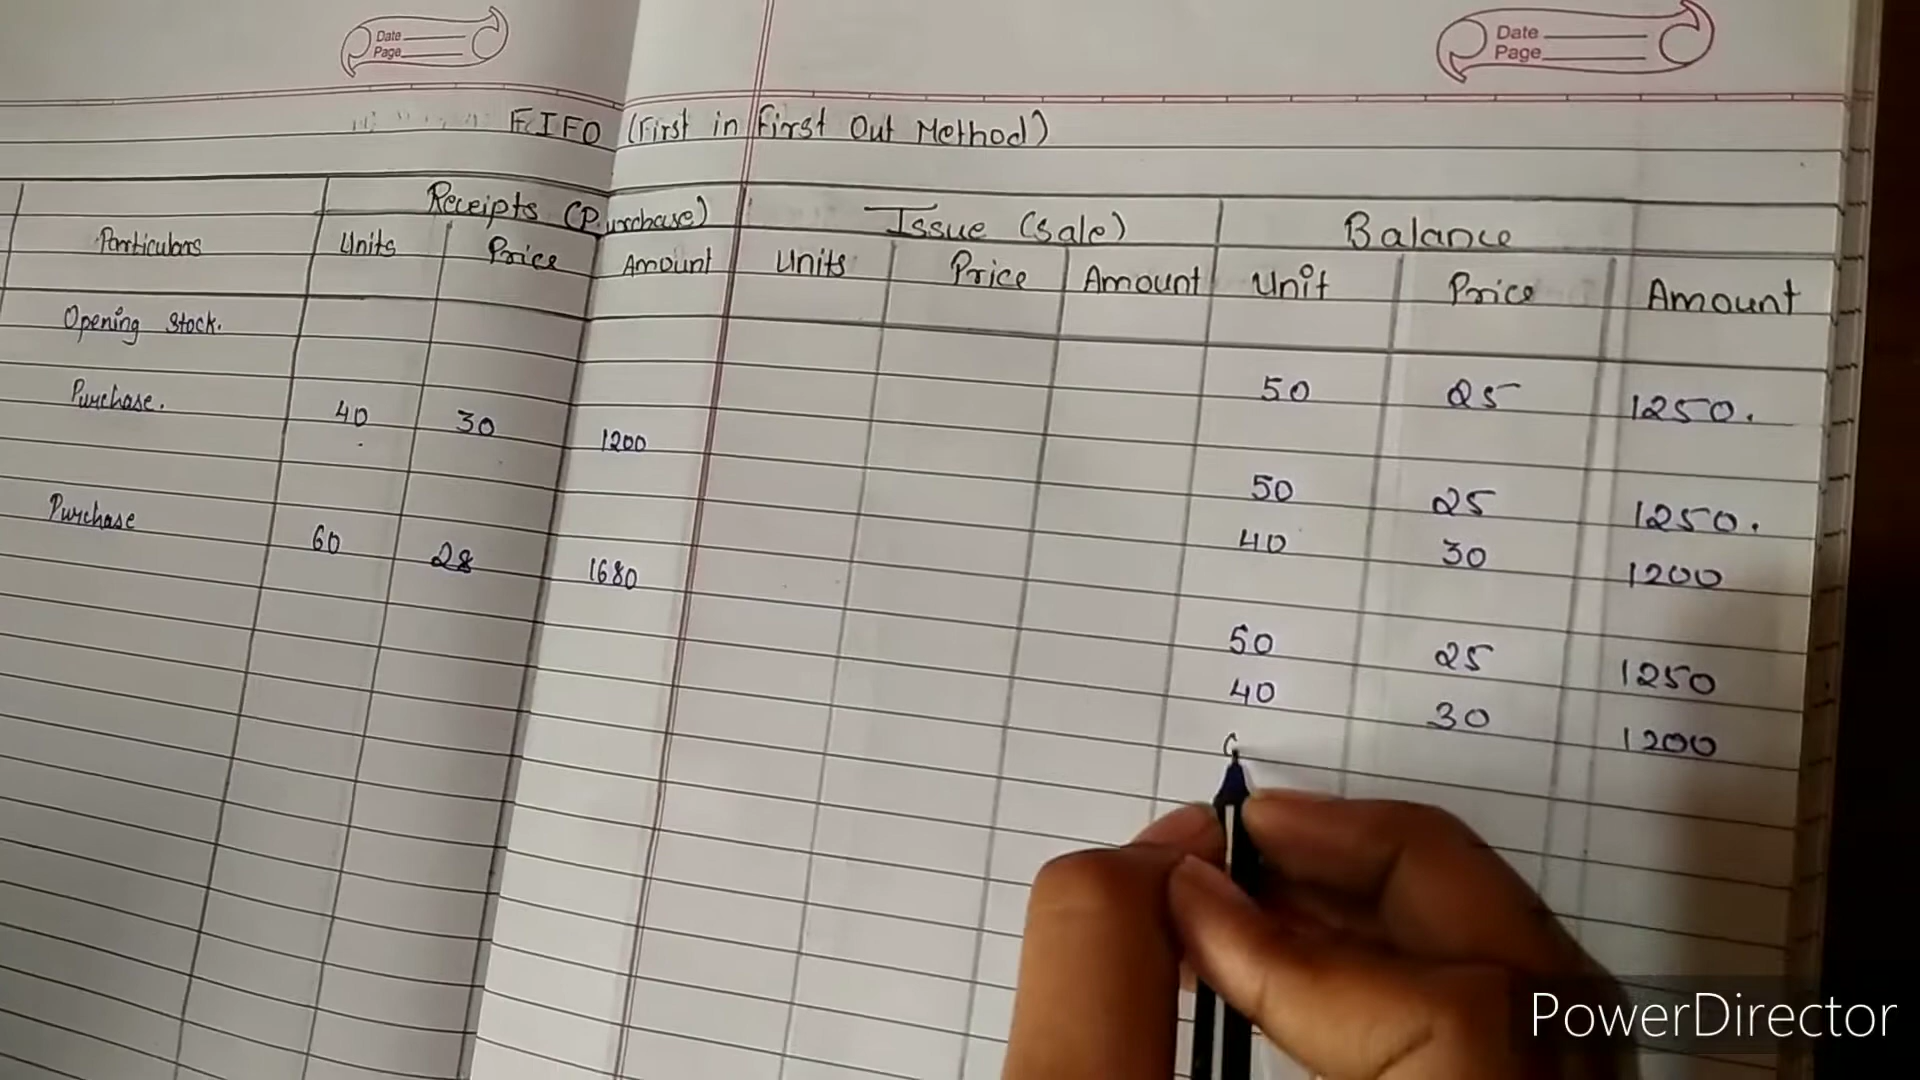 Date
Page
Date
Page
FIFO (First in First Out Method)
Receipts (Purchase) Issue (Sale) Balance
Particulars Units Price Amount Units Price Amount Unit Price Amount
Opening Stock.
50 25 1250.
Purchase. 40 30 1200
50 25 1250.
40 30 1200
Purchase 60 28 1680
50 25 1250
40 30 1200
PowerDirector